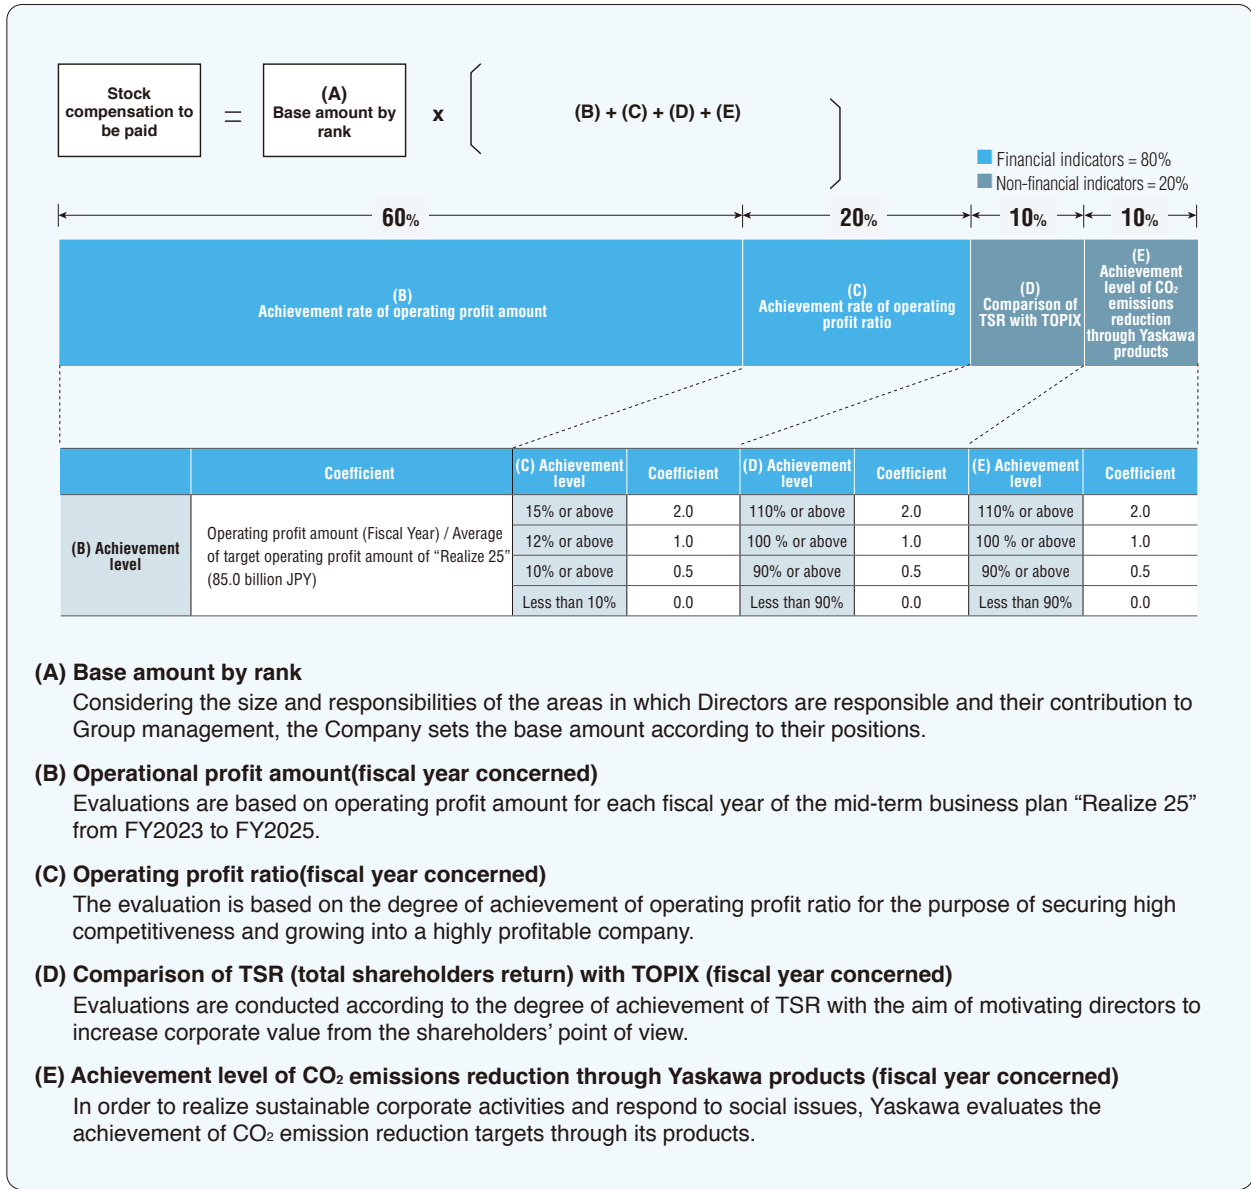 Stock
compensation to
be paid
=
(A)
Base amount by
rank
x
(B) + (C) + (D) + (E)
Financial indicators = 80%
Non-financial indicators = 20%
60%
20%
10%
10%
(B)
Achievement rate of operating profit amount
(C)
Achievement rate of operating
profit ratio
(D)
Comparison of
TSR with TOPIX
(E)
Achievement
level of CO₂
emissions
reduction
through Yaskawa
products
Coefficient
(C) Achievement
level
Coefficient
(D) Achievement
level
Coefficient
(E) Achievement
level
Coefficient
(B) Achievement
level
Operating profit amount (Fiscal Year) / Average
of target operating profit amount of “Realize 25”
(85.0 billion JPY)
15% or above 2.0 110% or above 2.0 110% or above 2.0
12% or above 1.0 100 % or above 1.0 100 % or above 1.0
10% or above 0.5 90% or above 0.5 90% or above 0.5
Less than 10% 0.0 Less than 90% 0.0 Less than 90% 0.0
(A) Base amount by rank
Considering the size and responsibilities of the areas in which Directors are responsible and their contribution to
Group management, the Company sets the base amount according to their positions.
(B) Operational profit amount(fiscal year concerned)
Evaluations are based on operating profit amount for each fiscal year of the mid-term business plan “Realize 25”
from FY2023 to FY2025.
(C) Operating profit ratio(fiscal year concerned)
The evaluation is based on the degree of achievement of operating profit ratio for the purpose of securing high
competitiveness and growing into a highly profitable company.
(D) Comparison of TSR (total shareholders return) with TOPIX (fiscal year concerned)
Evaluations are conducted according to the degree of achievement of TSR with the aim of motivating directors to
increase corporate value from the shareholders’ point of view.
(E) Achievement level of CO₂ emissions reduction through Yaskawa products (fiscal year concerned)
In order to realize sustainable corporate activities and respond to social issues, Yaskawa evaluates the
achievement of CO₂ emission reduction targets through its products.